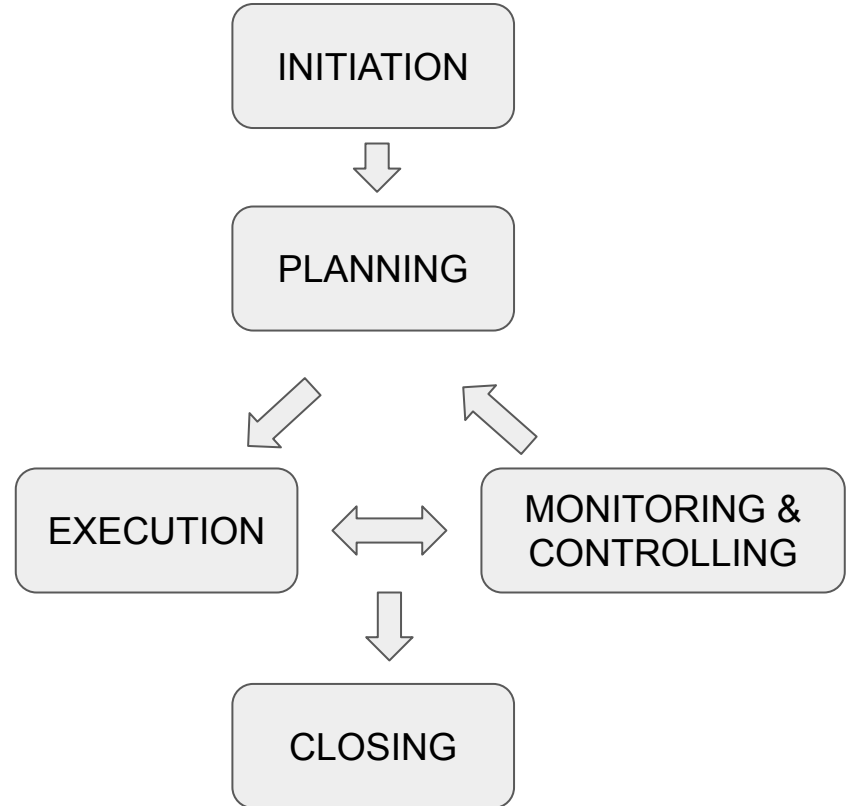 INITIATION
PLANNING
EXECUTION
MONITORING &
CONTROLLING
CLOSING